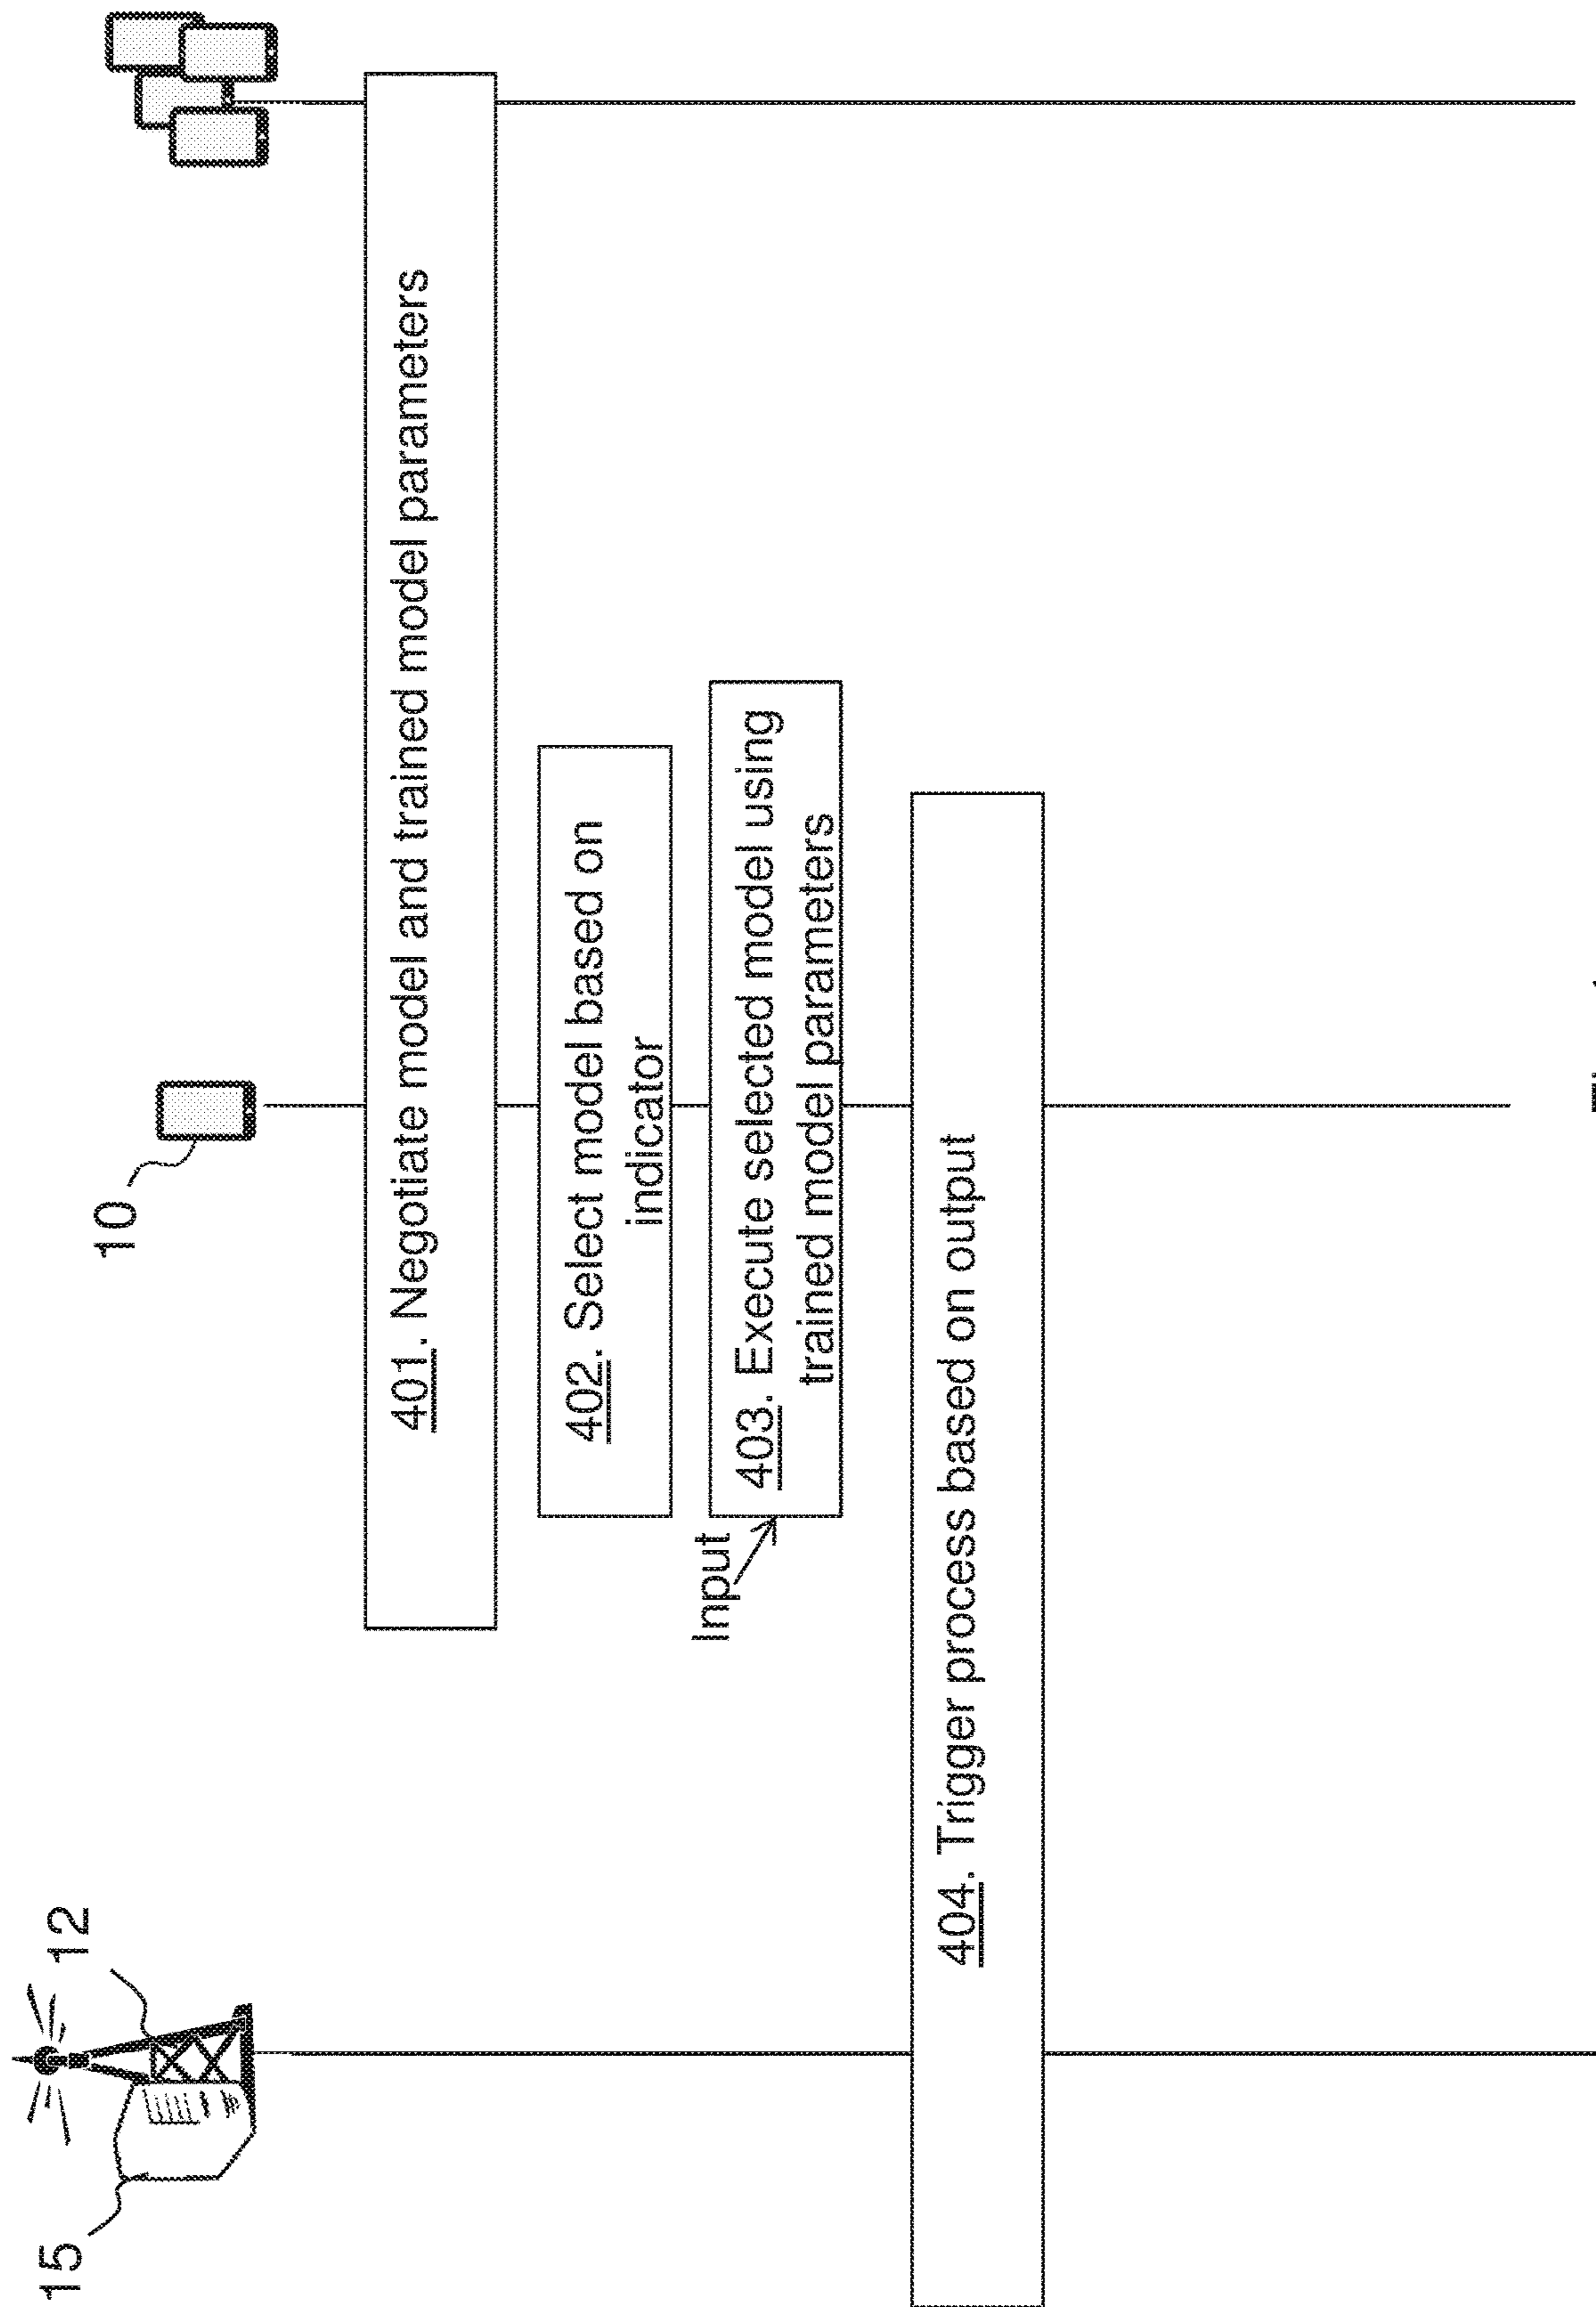 15
12
10
401. Negotiate model and trained model parameters
402. Select model based on
indicator
Input
403. Execute selected model using
trained model parameters
404. Trigger process based on output